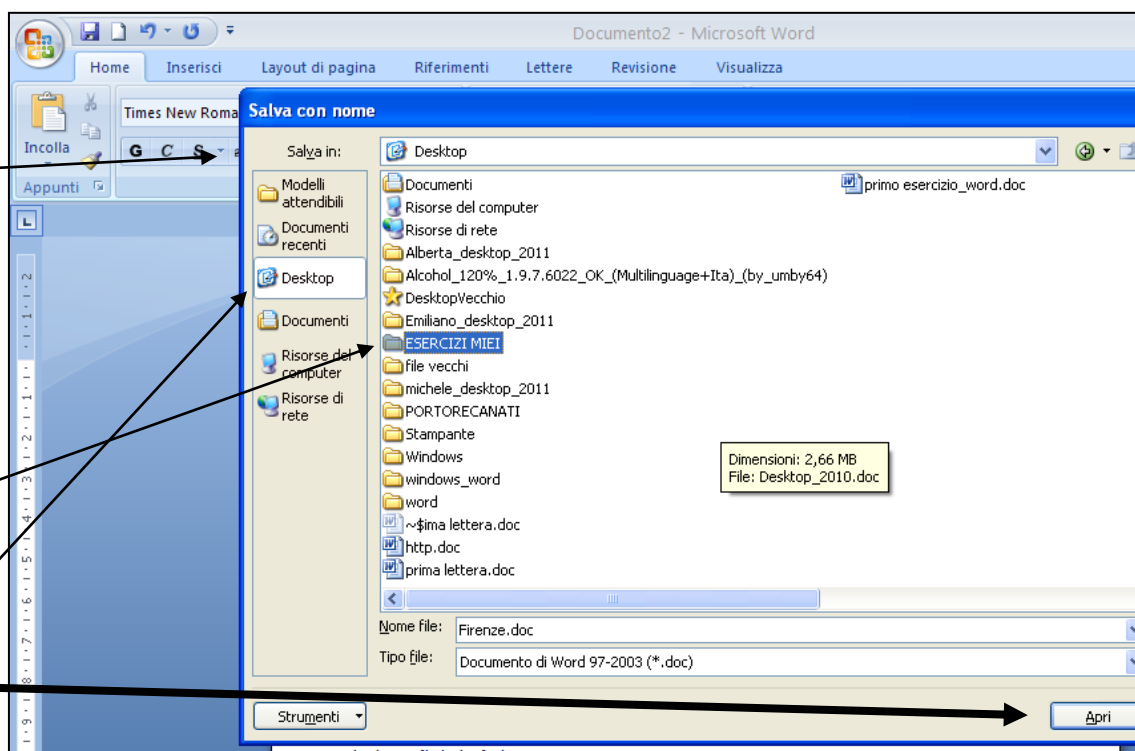 Documento2 - Microsoft Word
Home Inserisci Layout di pagina Riferimenti Lettere Revisione Visualizza
Incolla
Appunti
Times New Roma
G C S
Salva con nome
Salva in: Desktop
Modelli attendibili
Documenti recenti
Desktop
Documenti
Risorse del computer
Risorse di rete
Documenti
Risorse del computer
Risorse di rete
Alberta_desktop_2011
Alcohol_120%_1.9.7.6022_OK_(Multilinguage+Ita)_(by_umby64)
DesktopVecchio
Emiliano_desktop_2011
ESERCIZI MIEI
file vecchi
michele_desktop_2011
PORTORECANATI
Stampante
Windows
windows_word
word
~$ima lettera.doc
http.doc
prima lettera.doc
primo esercizio_word.doc
Dimensioni: 2,66 MB
File: Desktop_2010.doc
Nome file: Firenze.doc
Tipo file: Documento di Word 97-2003 (*.doc)
Strumenti
Apri